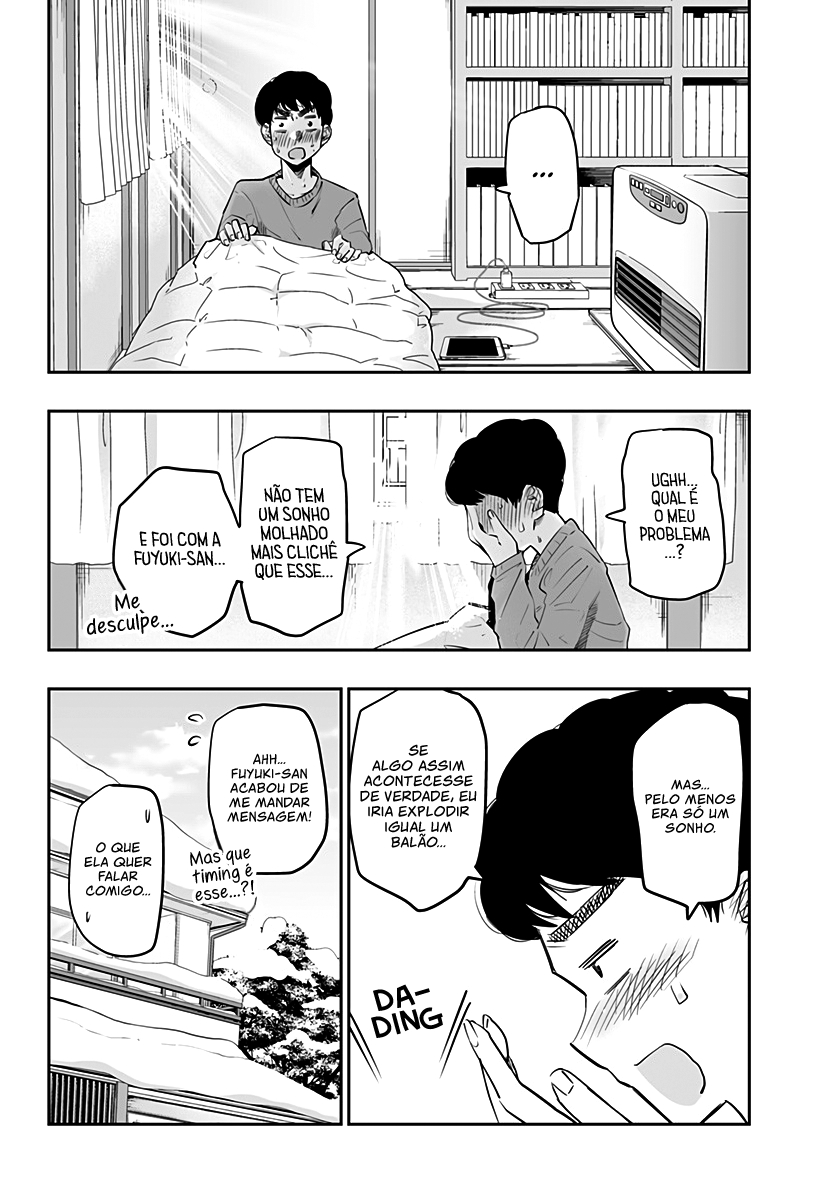 ...
UGHH...
QUAL É
O MEU
PROBLEMA
...?
NÃO TEM
UM SONHO
MOLHADO
MAIS CLICHÊ
QUE ESSE...
E FOI COM A
FUYUKI-SAN...
Me
desculpe...
MAS...
PELO MENOS
ERA SÓ UM
SONHO.
SE
ALGO ASSIM
ACONTECESSE
DE VERDADE, EU
IRIA EXPLODIR
IGUAL UM
BALÃO...
DA-
DING
AHH...
FUYUKI-SAN
ACABOU DE
ME MANDAR
MENSAGEM!
Mas que
timing é
esse...?!
O QUE
ELA QUER
FALAR
COMIGO...